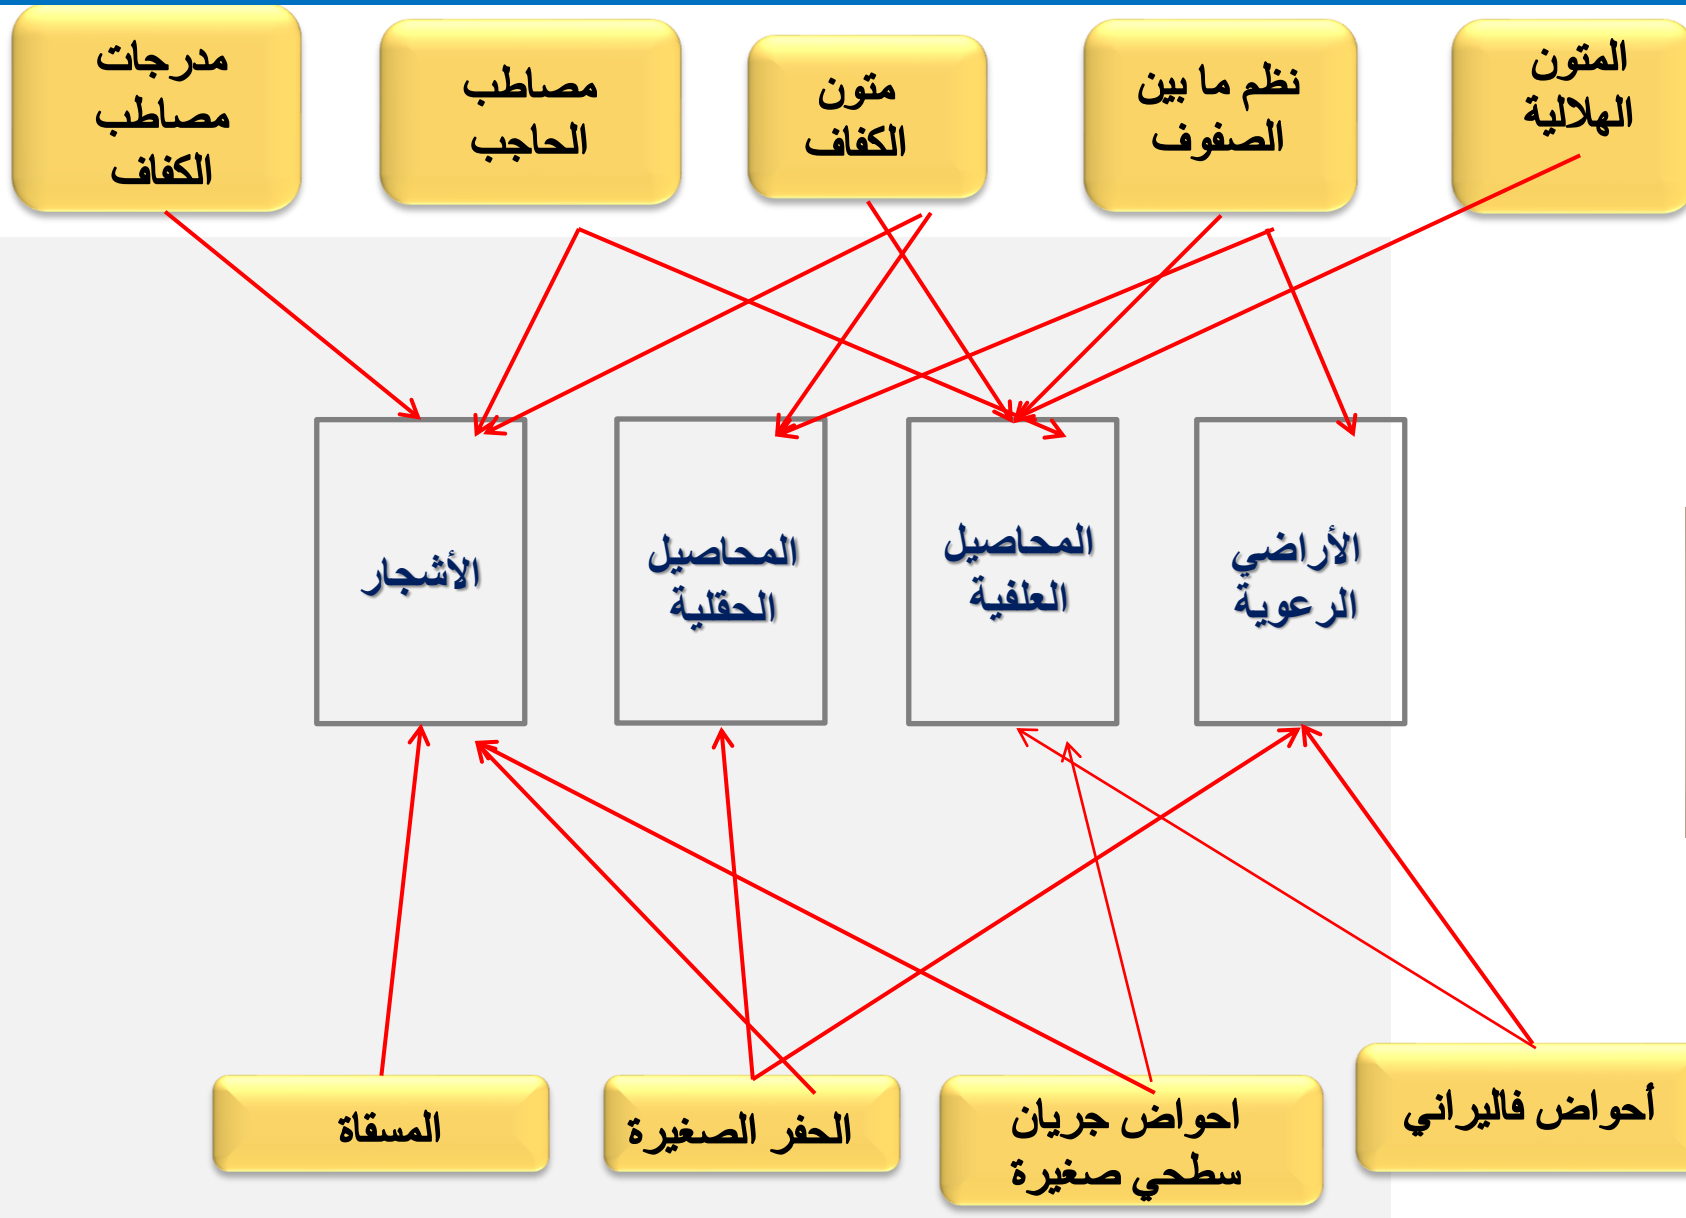 المتون
الهلالية
نظم ما بين
الصفوف
متون
الكفاف
مصاطب
الحاجب
مدرجات
مصاطب
الكفاف
الأراضي
الرعوية
المحاصيل
العلفية
المحاصيل
الحقلية
الأشجار
أحواض فاليراني
احواض جريان
سطحي صغيرة
الحفر الصغيرة
المسقاة